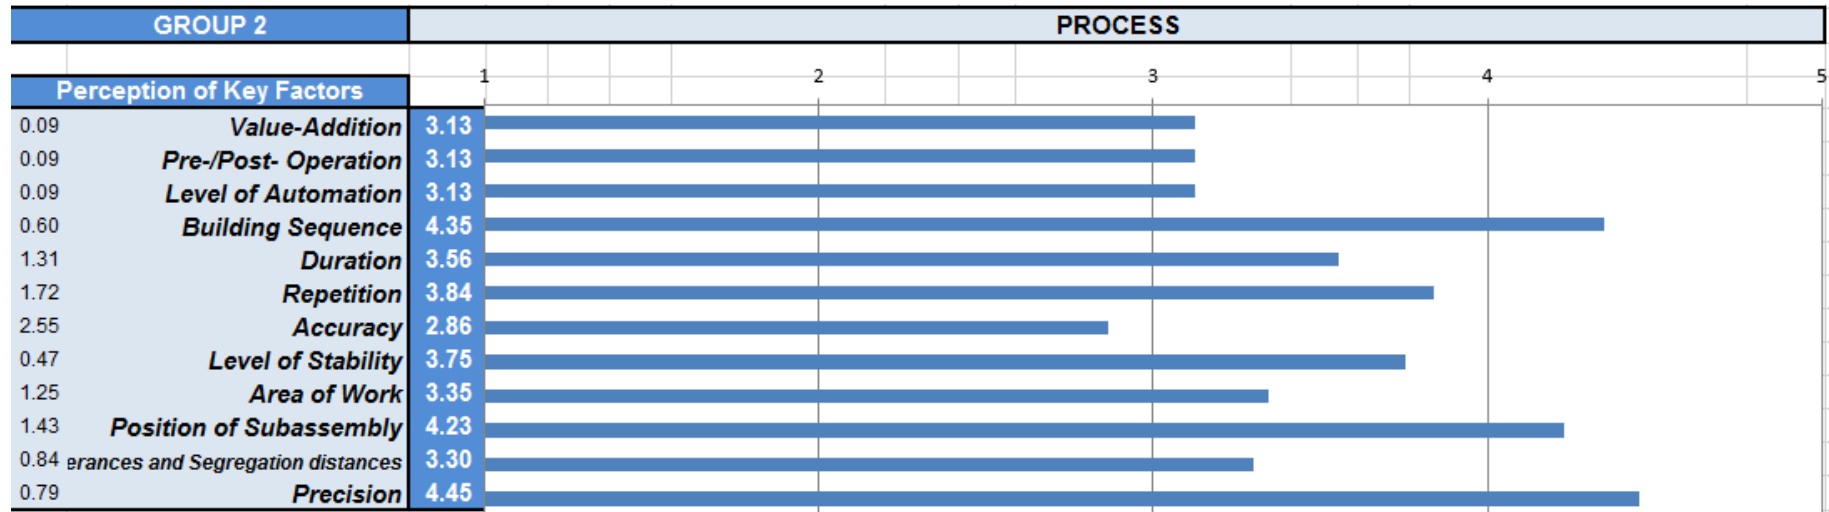 GROUP 2 PROCESS
1 2 3 4 5
Perception of Key Factors
0.09 Value-Addition 3.13
0.09 Pre-/Post- Operation 3.13
0.09 Level of Automation 3.13
0.60 Building Sequence 4.35
1.31 Duration 3.56
1.72 Repetition 3.84
2.55 Accuracy 2.86
0.47 Level of Stability 3.75
1.25 Area of Work 3.35
1.43 Position of Subassembly 4.23
0.84 erances and Segregation distances 3.30
0.79 Precision 4.45